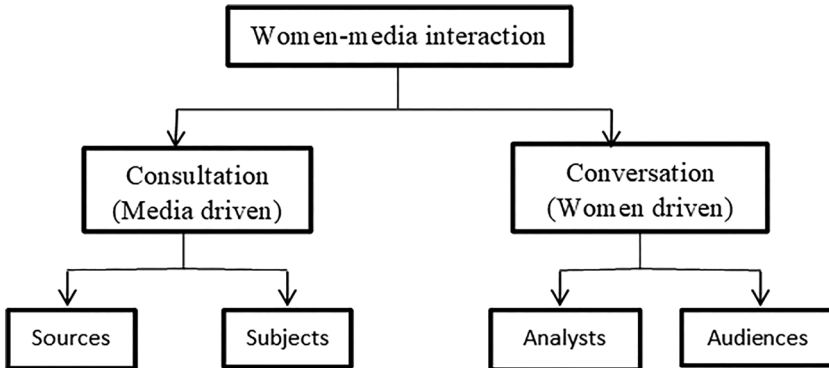 Women-media interaction
Consultation
(Media driven)
Conversation
(Women driven)
Sources
Subjects
Analysts
Audiences